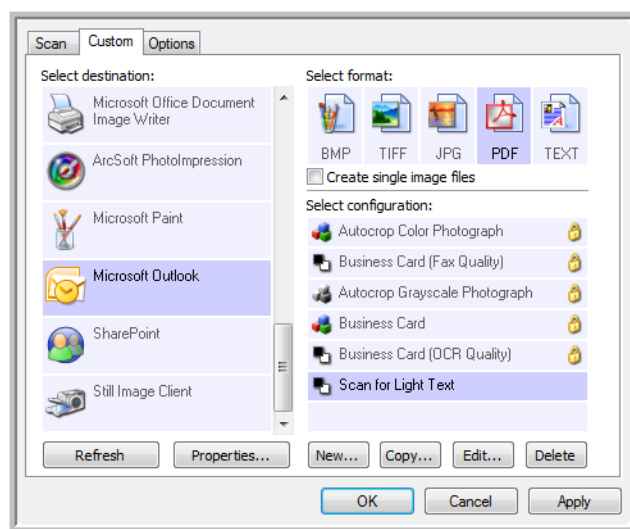 Scan Custom Options
Select destination:
Microsoft Office Document
Image Writer
ArcSoft PhotoImpression
Microsoft Paint
Microsoft Outlook
SharePoint
Still Image Client
Refresh Properties...
Select format:
BMP TIFF JPG PDF TEXT
Create single image files
Select configuration:
Autocrop Color Photograph
Business Card (Fax Quality)
Autocrop Grayscale Photograph
Business Card
Business Card (OCR Quality)
Scan for Light Text
New... Copy... Edit... Delete
OK Cancel Apply